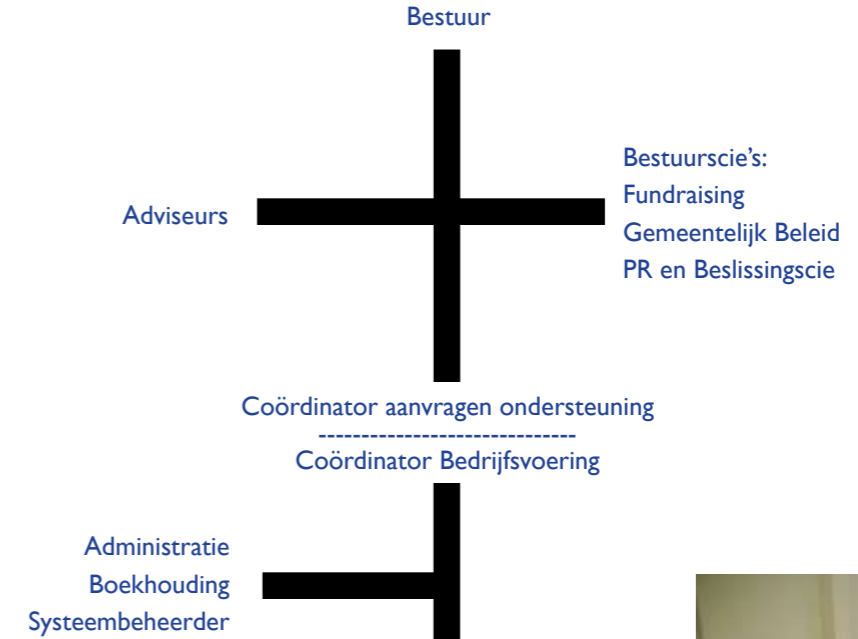 Bestuur
Adviseurs
Bestuurscie's:
Fundraising
Gemeentelijk Beleid
PR en Beslissingscie
Coördinator aanvragen ondersteuning
------------------------------
Coördinator Bedrijfsvoering
Administratie
Boekhouding
Systeembeheerder